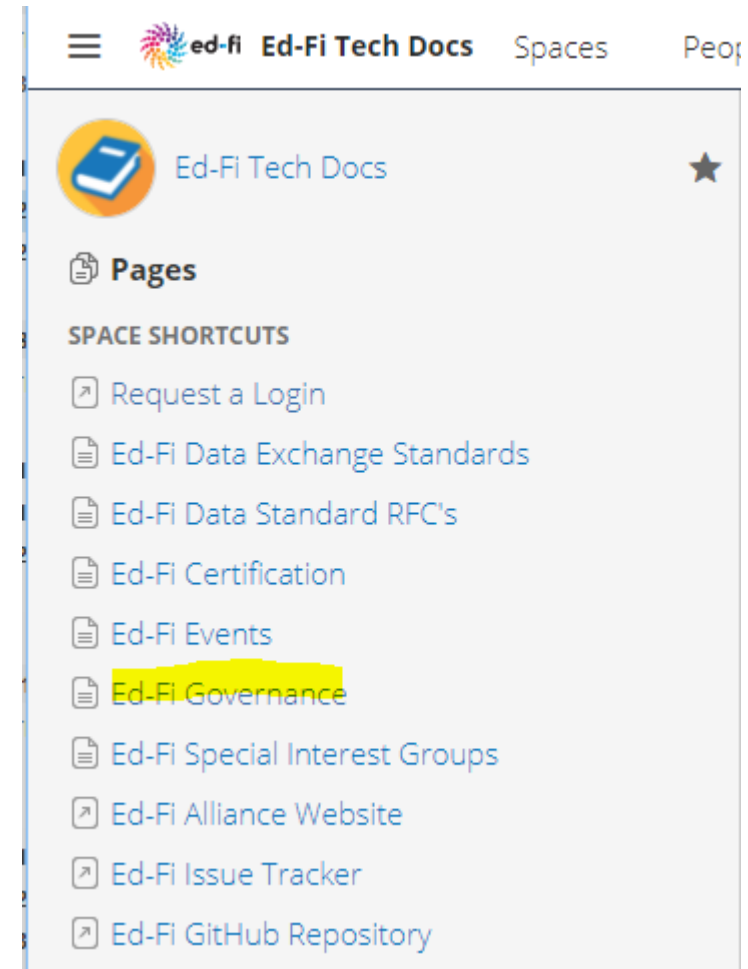 ed-fi Ed-Fi Tech Docs Spaces
Ed-Fi Tech Docs
Pages
SPACE SHORTCUTS
Request a Login
Ed-Fi Data Exchange Standards
Ed-Fi Data Standard RFC's
Ed-Fi Certification
Ed-Fi Events
Ed-Fi Governance
Ed-Fi Special Interest Groups
Ed-Fi Alliance Website
Ed-Fi Issue Tracker
Ed-Fi GitHub Repository